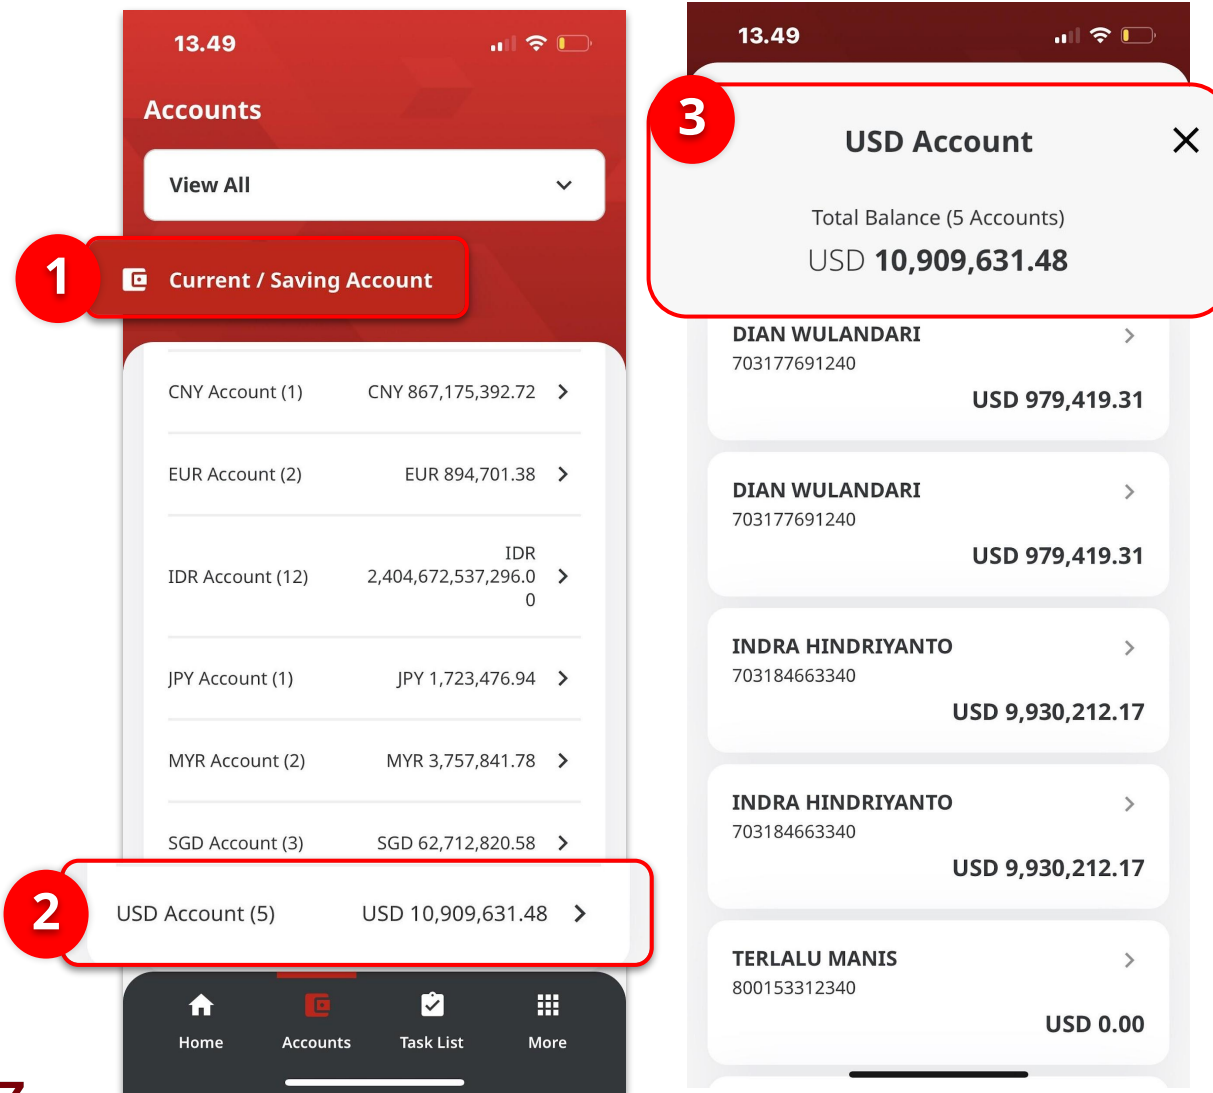 13.49
Accounts
View All
1
Current / Saving Account
CNY Account (1) CNY 867,175,392.72
EUR Account (2) EUR 894,701.38
IDR
IDR Account (12) 2,404,672,537,296.0
0
JPY Account (1) JPY 1,723,476.94
MYR Account (2) MYR 3,757,841.78
SGD Account (3) SGD 62,712,820.58
2
USD Account (5) USD 10,909,631.48
Home Accounts Task List More
13.49
3
USD Account
Total Balance (5 Accounts)
USD 10,909,631.48
DIAN WULANDARI
703177691240
USD 979,419.31
DIAN WULANDARI
703177691240
USD 979,419.31
INDRA HINDRIYANTO
703184663340
USD 9,930,212.17
INDRA HINDRIYANTO
703184663340
USD 9,930,212.17
TERLALU MANIS
800153312340
USD 0.00